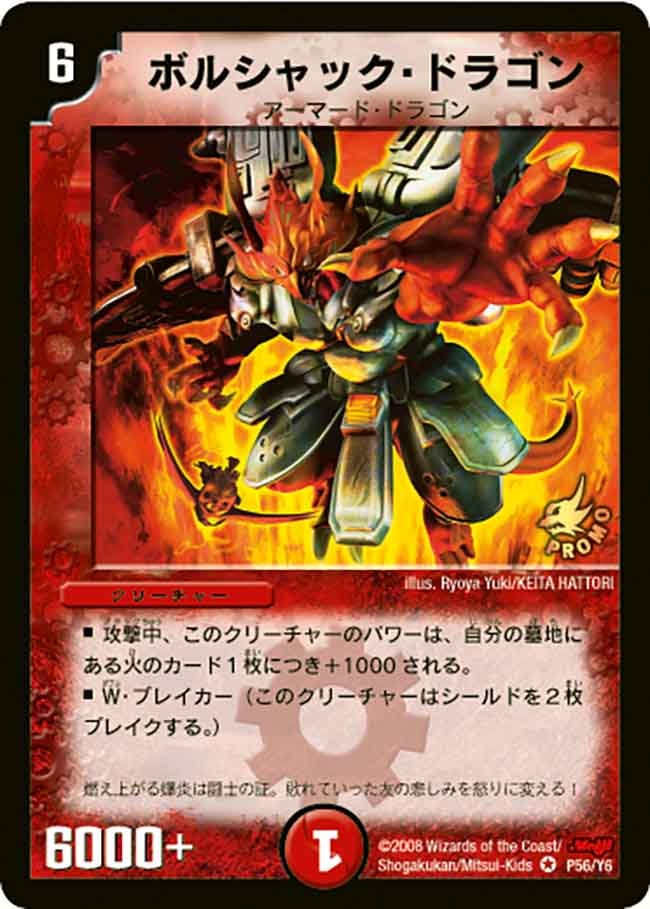 6
ボルシャック・ドラゴン
アーマード・ドラゴン
PROMO
illus. Ryoya Yuki/KEITA HATTORI
クリーチャー
■ 攻撃中、このクリーチャーのパワーは、自分の墓地に
ある火のカード1枚につき+1000される。
■ W・ブレイカー（このクリーチャーはシールドを2枚
ブレイクする。）
燃え上がる爆炎は闘士の証。敗れていった友の悲しみを怒りに変える！
6000+
1
©2008 Wizards of the Coast/
Shogakukan/Mitsui-Kids ✪ P56/Y6